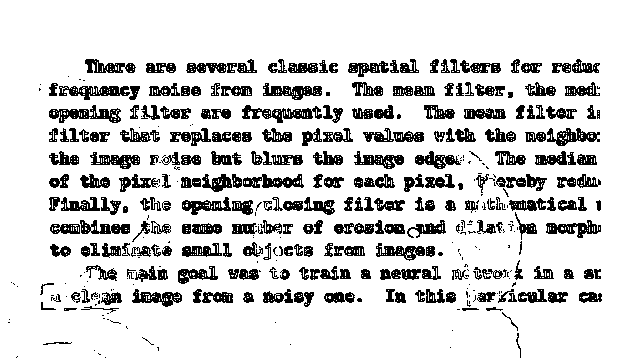 There are several classic spatial filters for reduc
frequency noise from images. The mean filter, the medi
opening filter are frequently used. The mean filter i
filter that replaces the pixel values with the neighbo
the image noise but blurs the image edges. The median
of the pixel neighborhood for each pixel, thereby redu
Finally, the opening closing filter is a mathematical
combines the same number of erosion and dilation morph
to eliminate small objects from images.
The main goal was to train a neural network in a
a clean image from a noisy one. In this particular ca